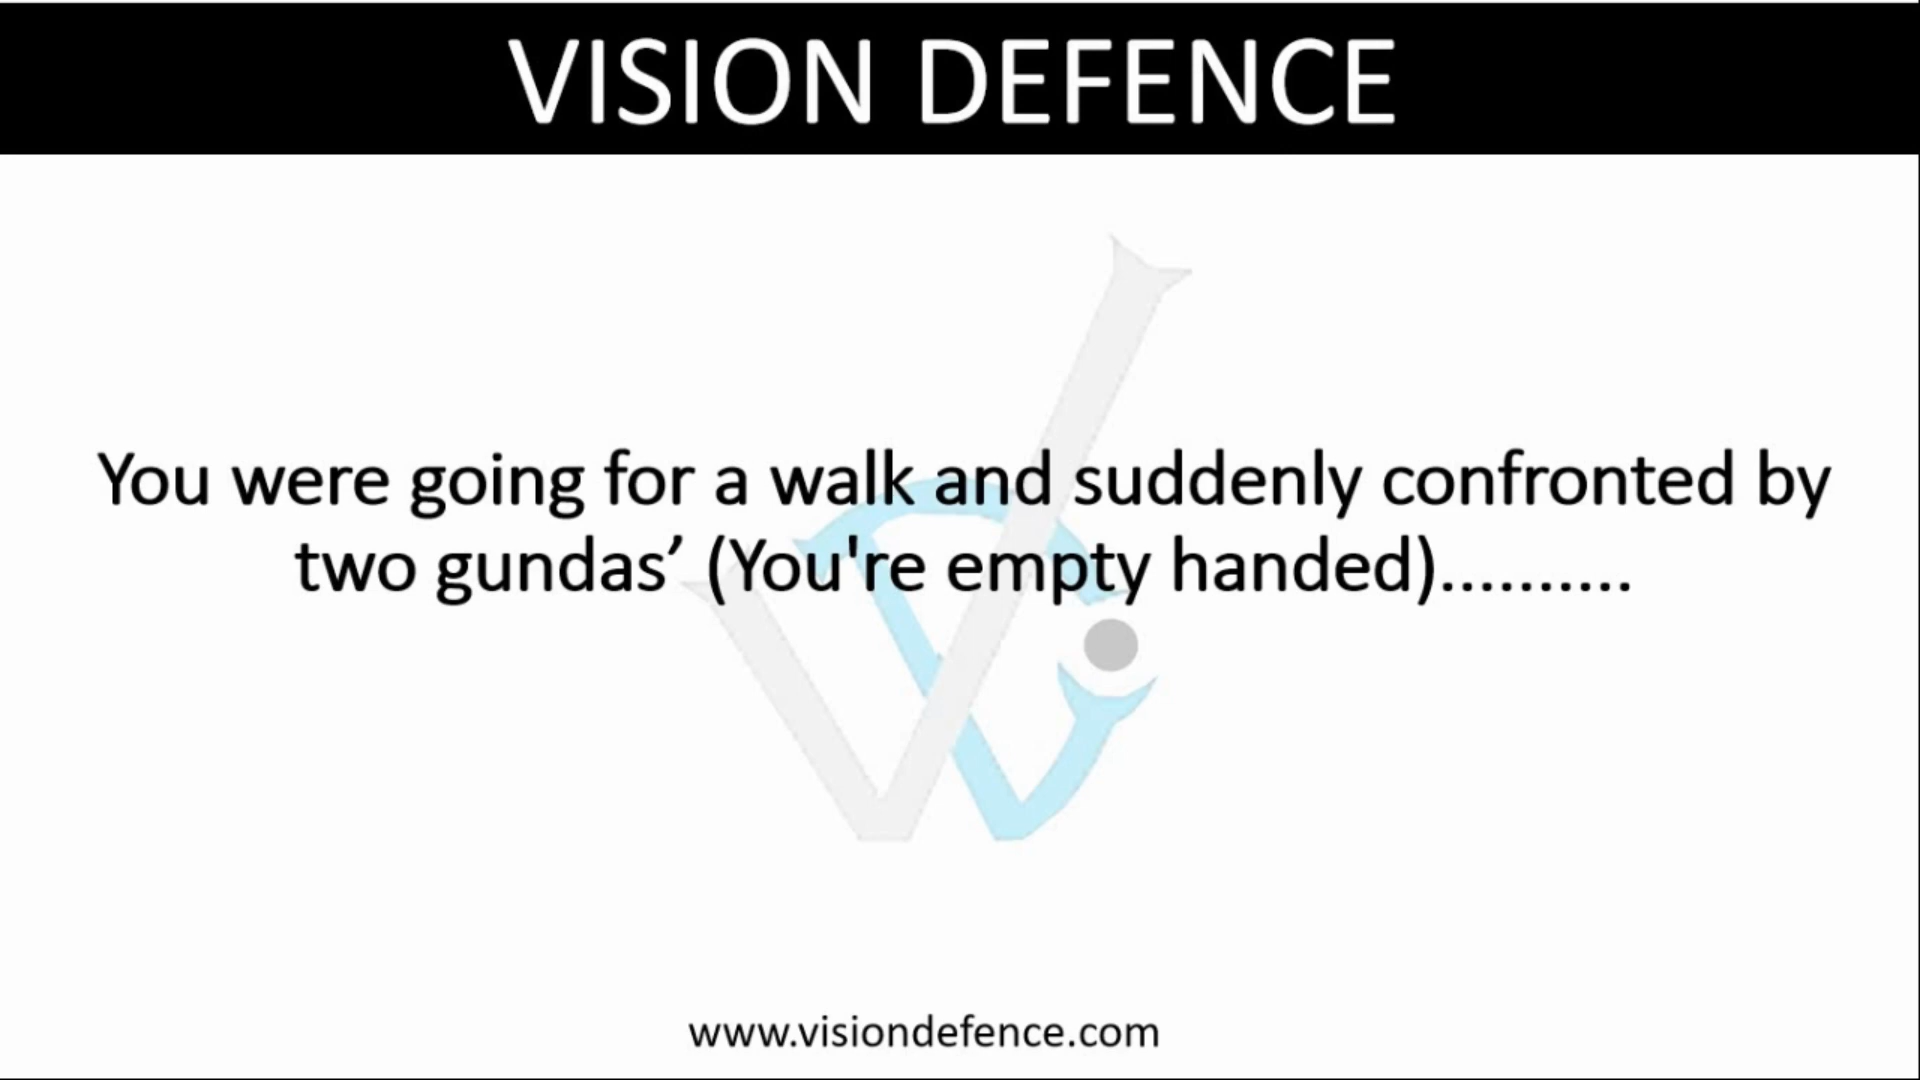 VISION DEFENCE
You were going for a walk and suddenly confronted by
two gundas’ (You're empty handed)..........
www.visiondefence.com